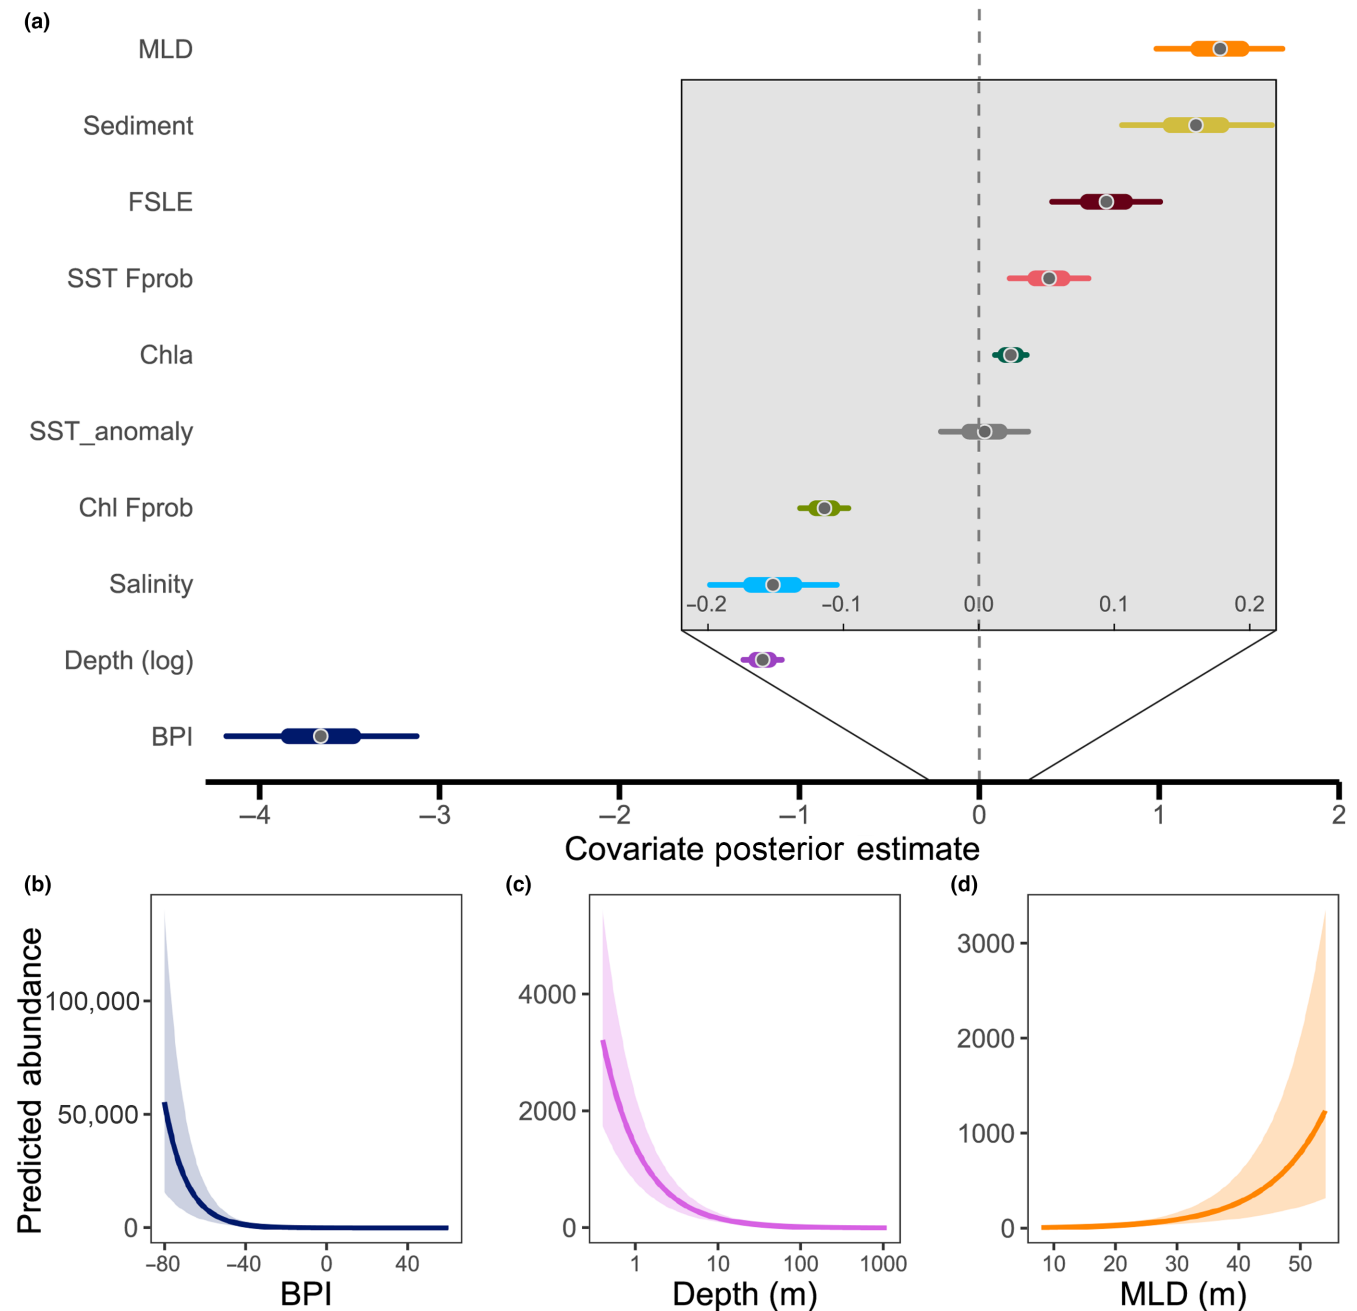 (a)
MLD
Sediment
FSLE
SST Fprob
Chla
SST_anomaly
Chl Fprob
Salinity
−0.2 −0.1 0.0 0.1 0.2
Depth (log)
BPI
−4 −3 −2 −1 0 1 2
Covariate posterior estimate
(b) (c) (d)
Predicted abundance
100,000
50,000
0
−80 −40 0 40
BPI
4000
2000
0
1 10 100 1000
Depth (m)
3000
2000
1000
0
10 20 30 40 50
MLD (m)